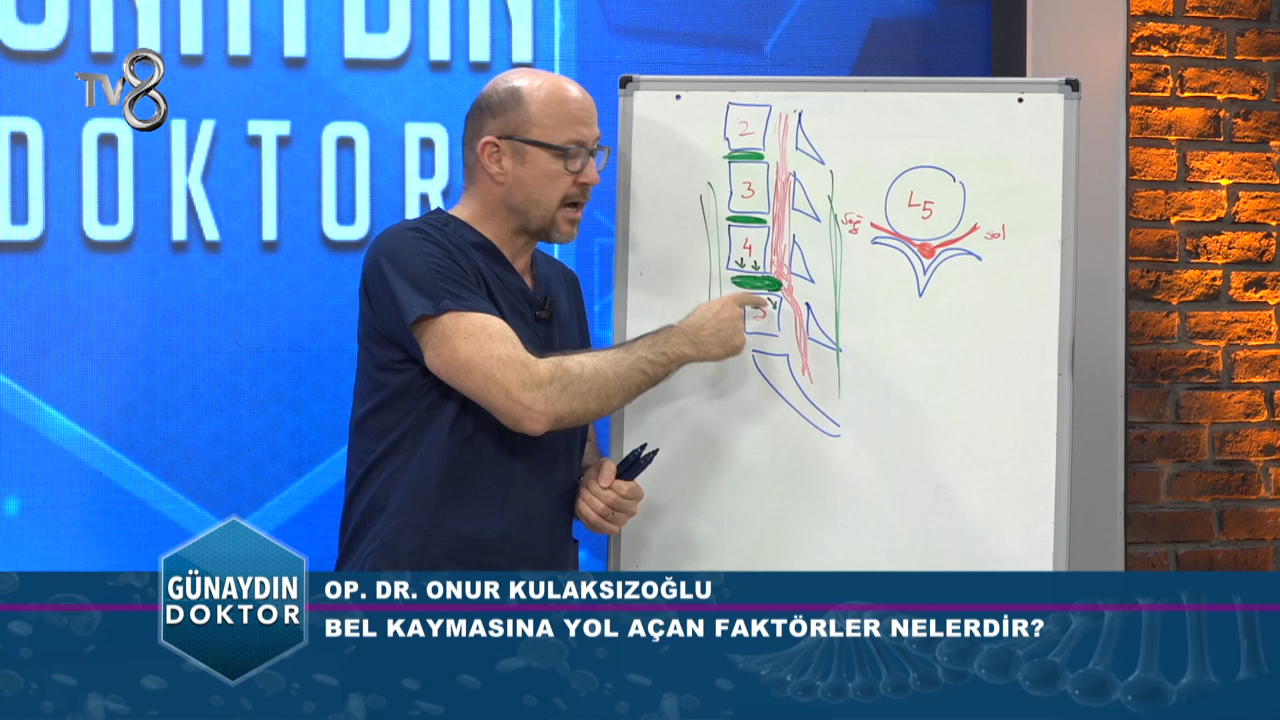 GÜNAYDIN
DOKTOR
TV8
2
3
4
5
L5
sağ
sol
GÜNAYDIN
DOKTOR
OP. DR. ONUR KULAKSIZOĞLU
BEL KAYMASINA YOL AÇAN FAKTÖRLER NELERDİR?